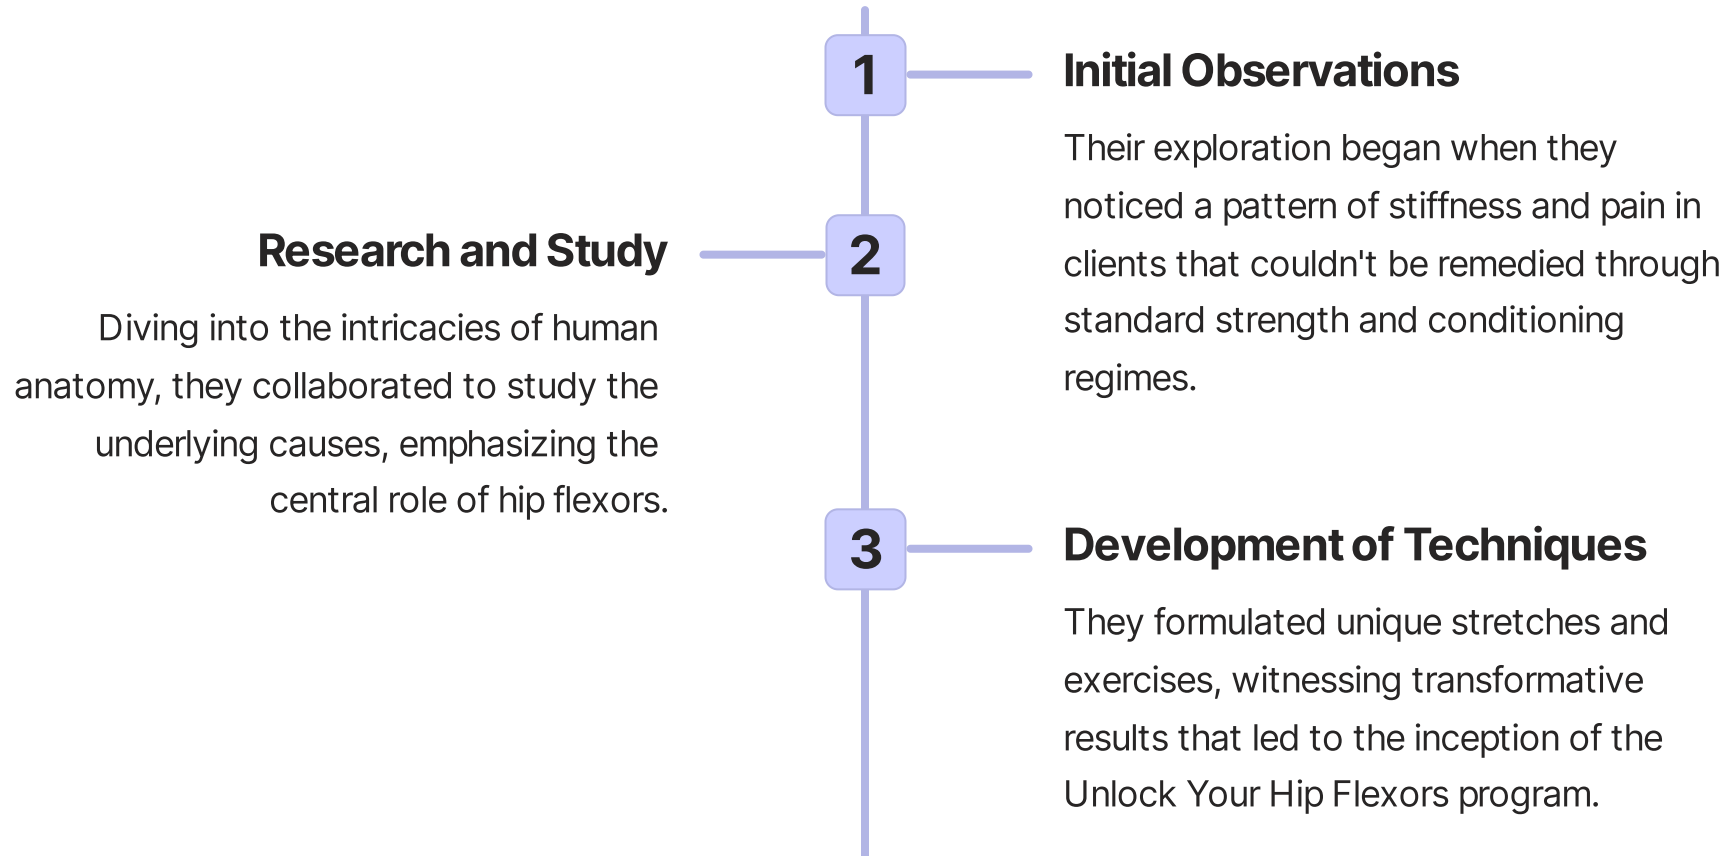 1
Initial Observations
Their exploration began when they
noticed a pattern of stiffness and pain in
clients that couldn't be remedied through
standard strength and conditioning
regimes.
2
Research and Study
Diving into the intricacies of human
anatomy, they collaborated to study the
underlying causes, emphasizing the
central role of hip flexors.
3
Development of Techniques
They formulated unique stretches and
exercises, witnessing transformative
results that led to the inception of the
Unlock Your Hip Flexors program.